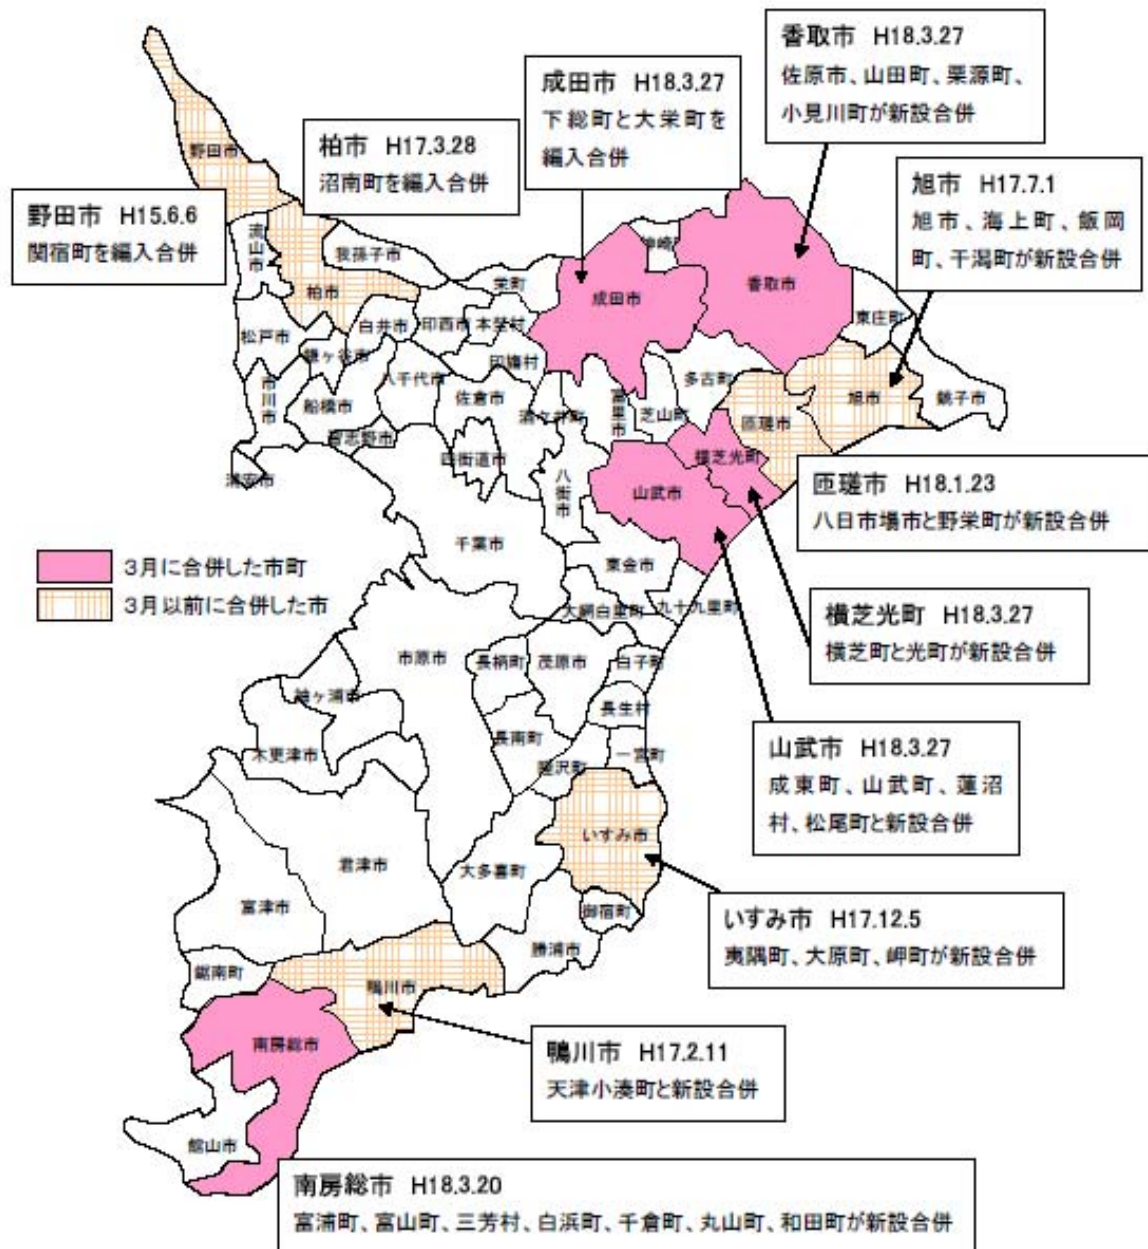 香取市 H18.3.27
佐原市、山田町、栗源町、
小見川町が新設合併
成田市 H18.3.27
下総町と大栄町を
編入合併
柏市 H17.3.28
沼南町を編入合併
旭市 H17.7.1
旭市、海上町、飯岡
町、干潟町が新設合併
野田市 H15.6.6
関宿町を編入合併
野田市
流山市
我孫子市
柏市
栄町
成田市
神崎町
香取市
東庄町
松戸市
白井市
印西市
本埜村
鎌ヶ谷市
印旛村
多古町
市川市
船橋市
八千代市
佐倉市
酒々井町
富里市
芝山町
匝瑳市
旭市
銚子市
習志野市
四街道市
八街市
横芝光町
浦安市
山武市
匝瑳市 H18.1.23
八日市場市と野栄町が新設合併
千葉市
東金市
3月に合併した市町
3月以前に合併した市
大網白里町
九十九里町
横芝光町 H18.3.27
横芝町と光町が新設合併
市原市
長柄町
茂原市
白子町
袖ヶ浦市
長生村
長南町
木更津市
睦沢町
一宮町
山武市 H18.3.27
成東町、山武町、蓮沼
村、松尾町と新設合併
いすみ市
君津市
大多喜町
富津市
御宿町
いすみ市 H17.12.5
夷隅町、大原町、岬町が新設合併
勝浦市
鋸南町
鴨川市
南房総市
鴨川市 H17.2.11
天津小湊町と新設合併
館山市
南房総市 H18.3.20
富浦町、富山町、三芳村、白浜町、千倉町、丸山町、和田町が新設合併